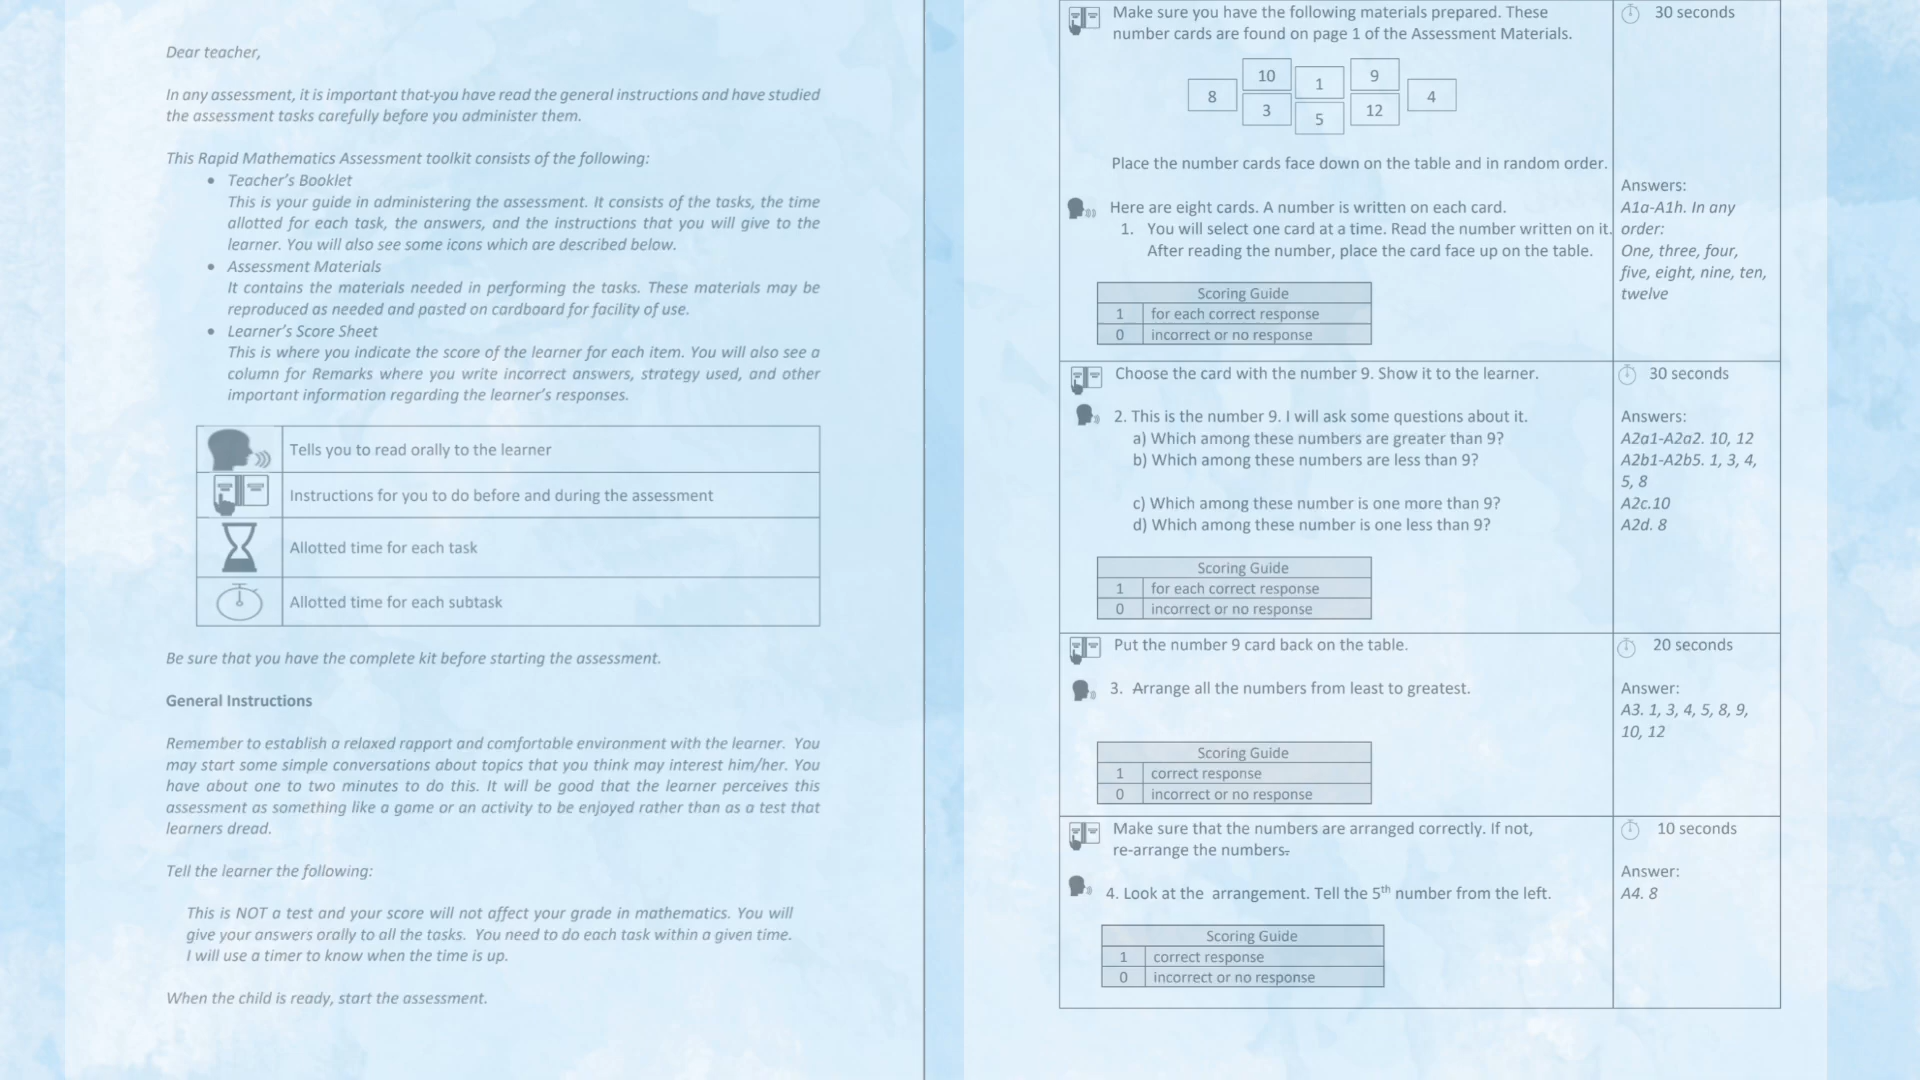 Dear teacher,
In any assessment, it is important that you have read the general instructions and have studied
the assessment tasks carefully before you administer them.
This Rapid Mathematics Assessment toolkit consists of the following:
• Teacher's Booklet
This is your guide in administering the assessment. It consists of the tasks, the time
allotted for each task, the answers, and the instructions that you will give to the
learner. You will also see some icons which are described below.
• Assessment Materials
It contains the materials needed in performing the tasks. These materials may be
reproduced as needed and pasted on cardboard for facility of use.
• Learner's Score Sheet
This is where you indicate the score of the learner for each item. You will also see a
column for Remarks where you write incorrect answers, strategy used, and other
important information regarding the learner's responses.
Tells you to read orally to the learner
Instructions for you to do before and during the assessment
Allotted time for each task
Allotted time for each subtask
Be sure that you have the complete kit before starting the assessment.
General Instructions
Remember to establish a relaxed rapport and comfortable environment with the learner. You
may start some simple conversations about topics that you think may interest him/her. You
have about one to two minutes to do this. It will be good that the learner perceives this
assessment as something like a game or an activity to be enjoyed rather than as a test that
learners dread.
Tell the learner the following:
This is NOT a test and your score will not affect your grade in mathematics. You will
give your answers orally to all the tasks. You need to do each task within a given time.
I will use a timer to know when the time is up.
When the child is ready, start the assessment.
Make sure you have the following materials prepared. These
number cards are found on page 1 of the Assessment Materials.
30 seconds
8
10
3
1
5
9
12
4
Place the number cards face down on the table and in random order.
Here are eight cards. A number is written on each card.
1. You will select one card at a time. Read the number written on it.
After reading the number, place the card face up on the table.
Answers:
A1a-A1h. In any
order:
One, three, four,
five, eight, nine, ten,
twelve
Scoring Guide
1 for each correct response
0 incorrect or no response
Choose the card with the number 9. Show it to the learner.
30 seconds
2. This is the number 9. I will ask some questions about it.
a) Which among these numbers are greater than 9?
b) Which among these numbers are less than 9?
c) Which among these number is one more than 9?
d) Which among these number is one less than 9?
Answers:
A2a1-A2a2. 10, 12
A2b1-A2b5. 1, 3, 4,
5, 8
A2c.10
A2d. 8
Scoring Guide
1 for each correct response
0 incorrect or no response
Put the number 9 card back on the table.
20 seconds
3. Arrange all the numbers from least to greatest.
Answer:
A3. 1, 3, 4, 5, 8, 9,
10, 12
Scoring Guide
1 correct response
0 incorrect or no response
Make sure that the numbers are arranged correctly. If not,
re-arrange the numbers.
10 seconds
4. Look at the arrangement. Tell the 5th number from the left.
Answer:
A4. 8
Scoring Guide
1 correct response
0 incorrect or no response